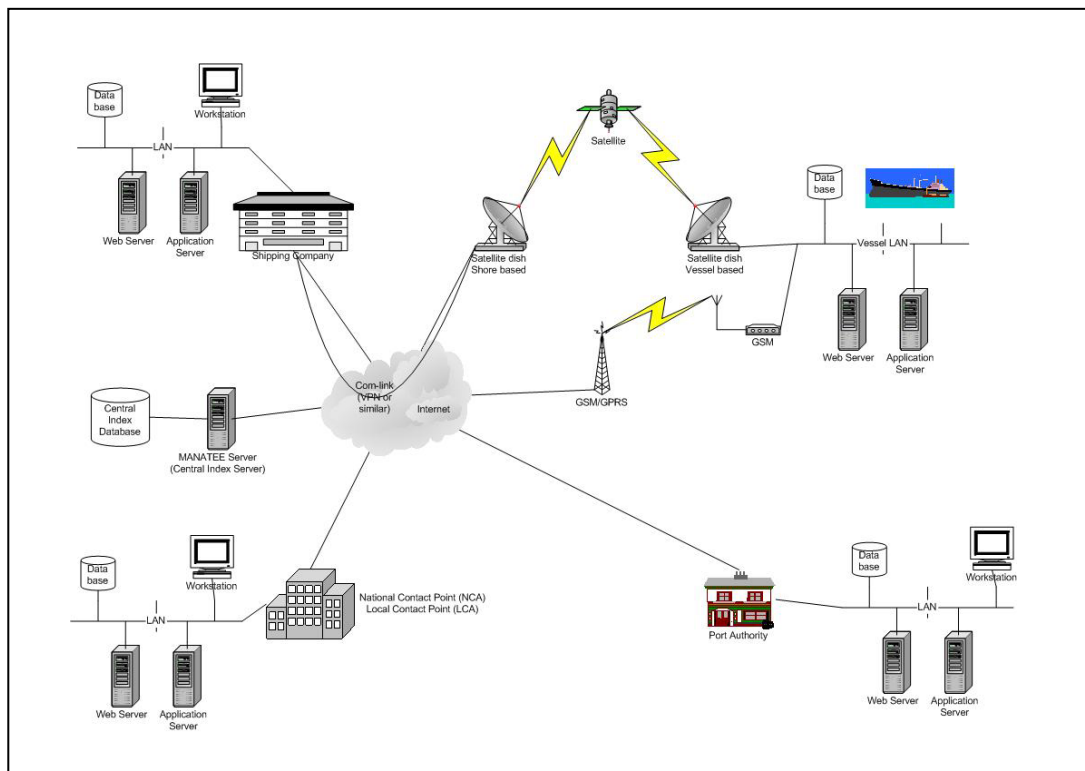 Data
base
Workstation
LAN
Web Server
Application
Server
Shipping Company
Satellite
Satellite dish
Shore based
Satellite dish
Vessel based
Data
base
Vessel LAN
Web Server
Application
Server
GSM
GSM/GPRS
Com-link
(VPN or
similar)
Internet
Central
Index
Database
MANATEE Server
(Central Index Server)
Data
base
Workstation
LAN
Web Server
Application
Server
National Contact Point (NCA)
Local Contact Point (LCA)
Port Authority
Data
base
Workstation
LAN
Web Server
Application
Server